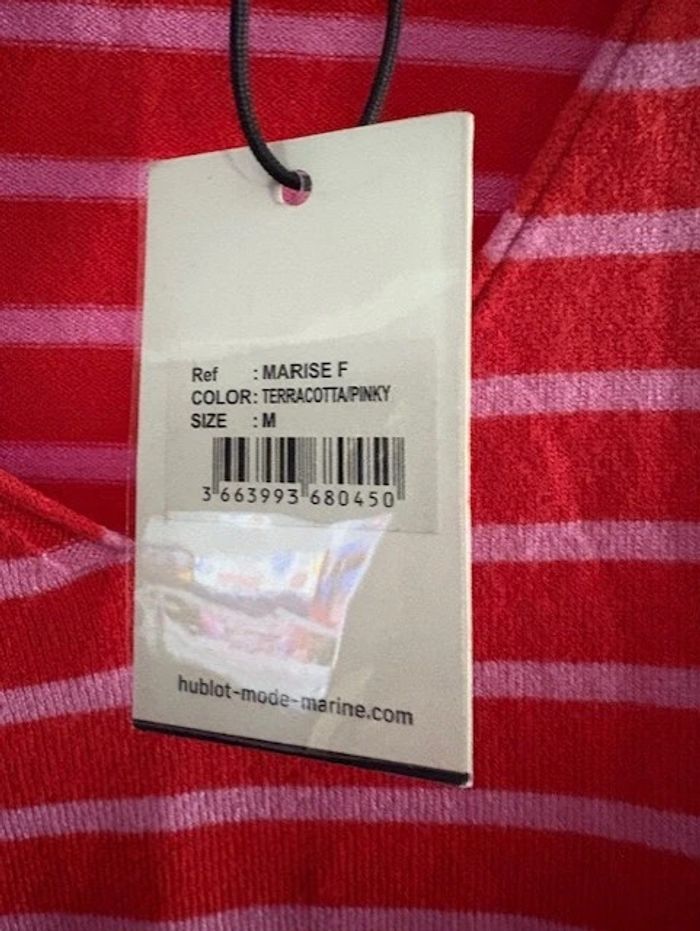 Ref : MARISE F
COLOR: TERRACOTTA/PINKY
SIZE : M
3 663993 680450
hublot-mode-marine.com